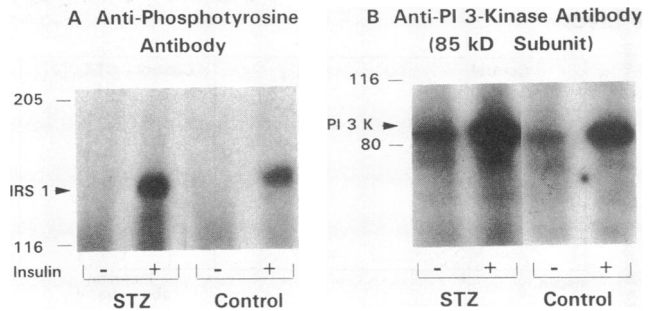 A Anti-Phosphotyrosine
Antibody
205
IRS 1
116
Insulin - + - +
STZ Control
B Anti-PI 3-Kinase Antibody
(85 kD Subunit)
116
PI 3 K
80
- + - +
STZ Control